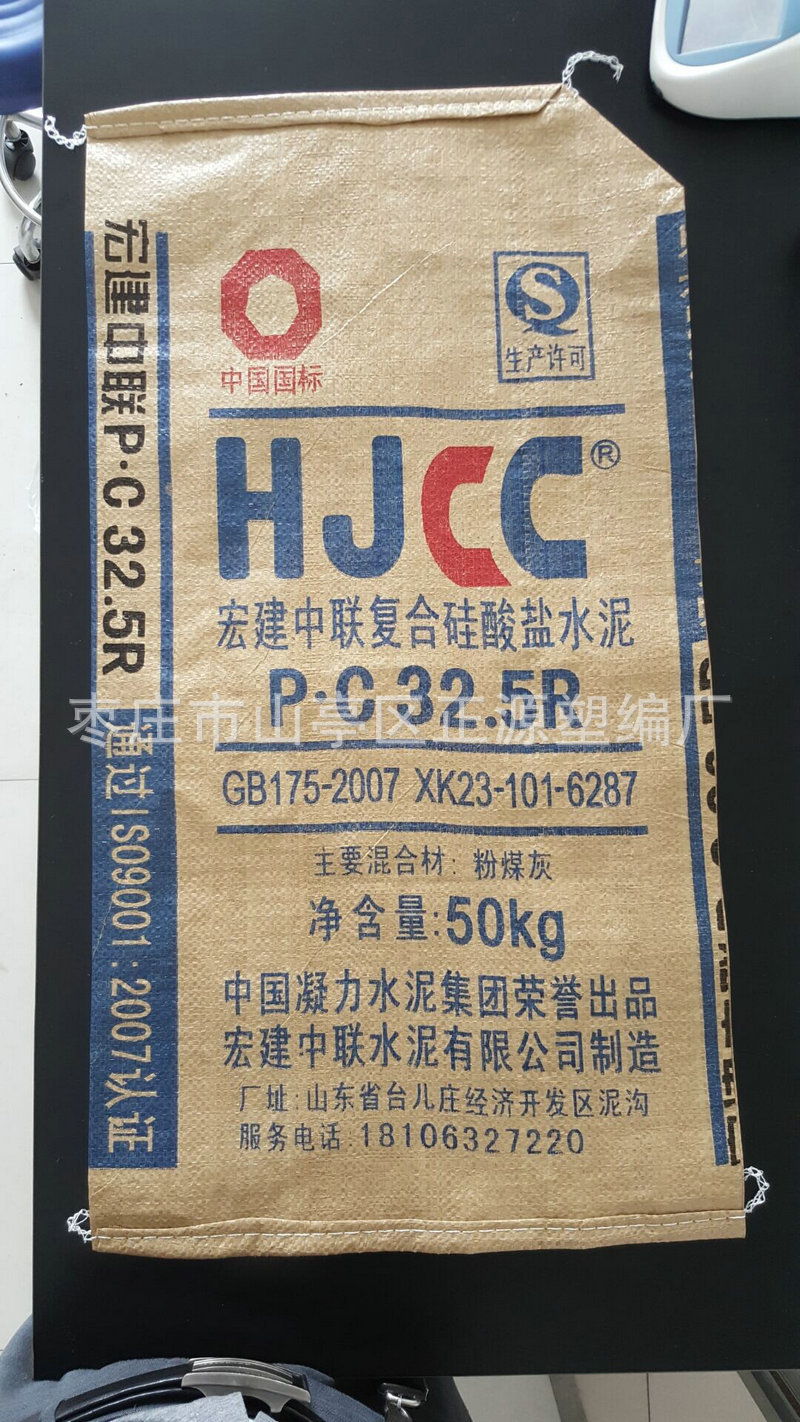 中国国标
S
生产许可
HJCC®
宏建中联复合硅酸盐水泥
P·C 32.5R
GB175-2007 XK23-101-6287
主要混合材：粉煤灰
净含量:50kg
中国凝力水泥集团荣誉出品
宏建中联水泥有限公司制造
厂址:山东省台儿庄经济开发区泥沟
服务电话:18106327220
宏建中联P·C 32.5R
通过ISO9001:2007认证
枣庄市山亭区正源塑编厂